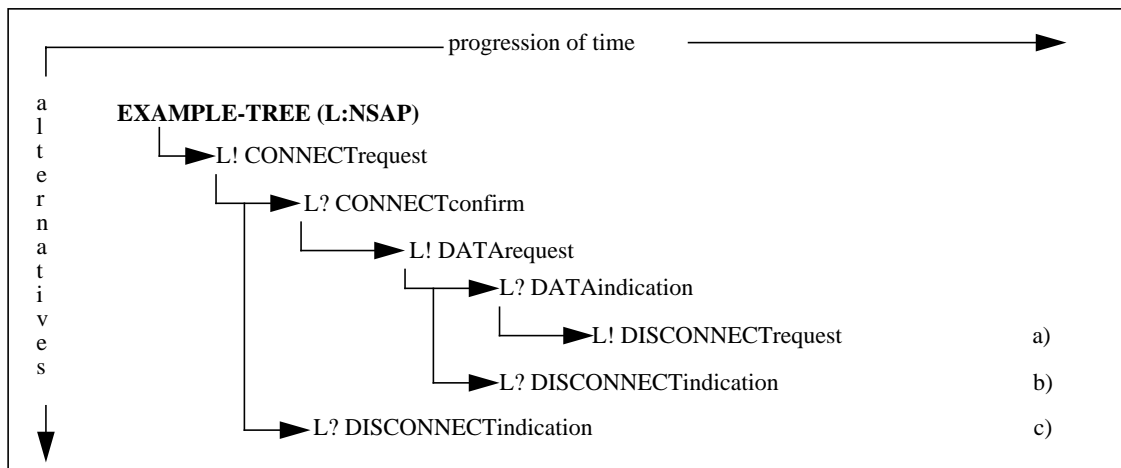 progression of time
alternatives
EXAMPLE-TREE (L:NSAP)
L! CONNECTrequest
L? CONNECTconfirm
L! DATArequest
L? DATAindication
L! DISCONNECTrequest a)
L? DISCONNECTindication b)
L? DISCONNECTindication c)